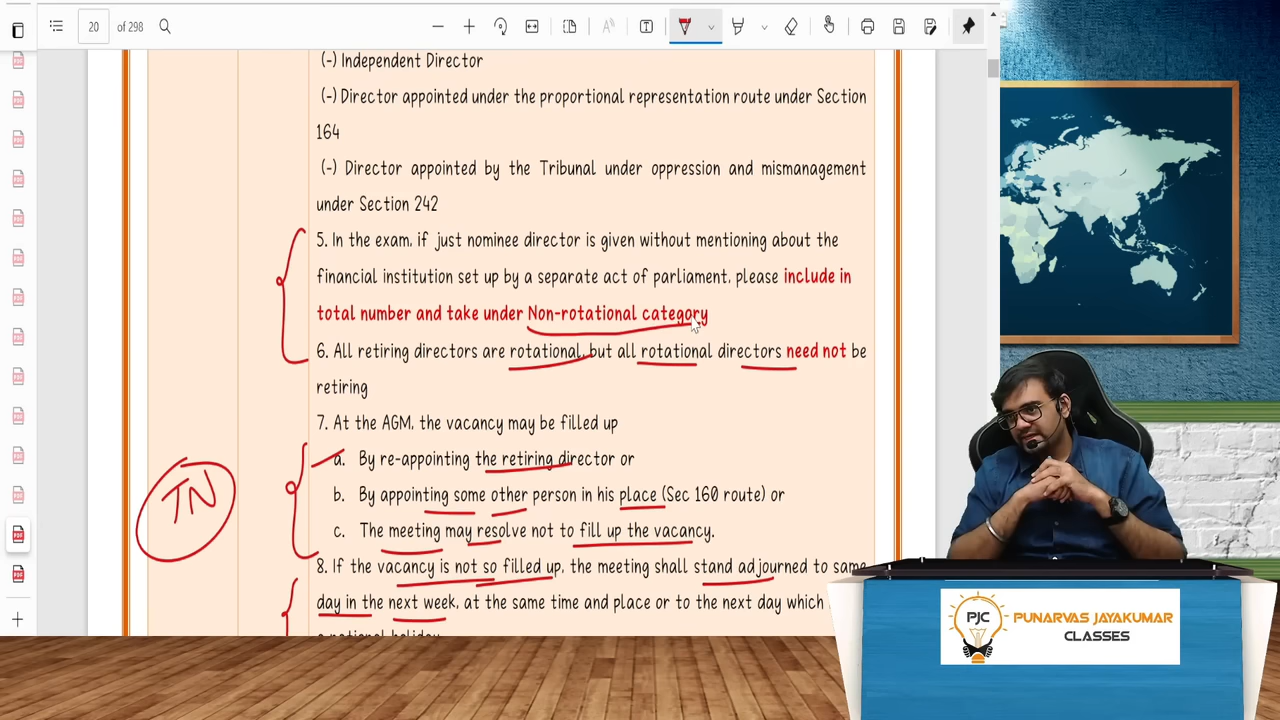 20 of 298
(-) Independent Director
(-) Director appointed under the proportional representation route under Section
164
(-) Director appointed by the Tribunal under oppression and mismanagement
under Section 242
5. In the exam, if just nominee director is given without mentioning about the
financial institution set up by a separate act of parliament, please include in
total number and take under Non-rotational category
6. All retiring directors are rotational, but all rotational directors need not be
retiring
7. At the AGM, the vacancy may be filled up
a. By re-appointing the retiring director or
b. By appointing some other person in his place (Sec 160 route) or
c. The meeting may resolve not to fill up the vacancy.
TN
8. If the vacancy is not so filled up, the meeting shall stand adjourned to same
day in the next week, at the same time and place or to the next day which
a national holiday
PJC
PUNARVAS JAYAKUMAR
CLASSES